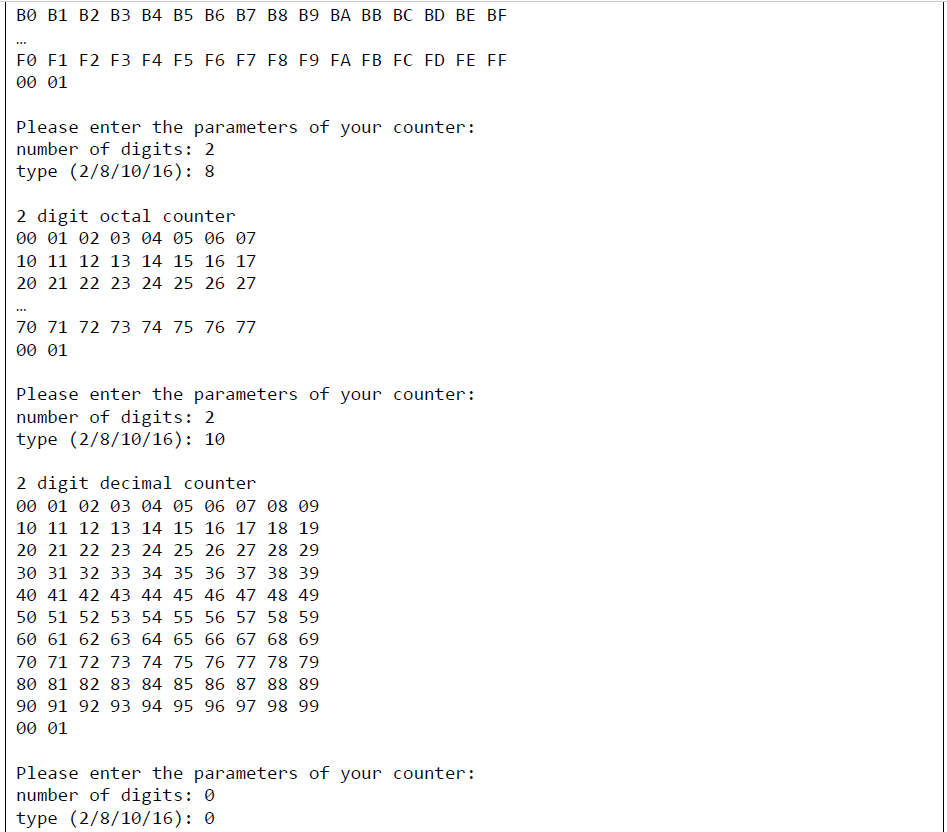 B0 B1 B2 B3 B4 B5 B6 B7 B8 B9 BA BB BC BD BE BF
…
F0 F1 F2 F3 F4 F5 F6 F7 F8 F9 FA FB FC FD FE FF
00 01

Please enter the parameters of your counter:
number of digits: 2
type (2/8/10/16): 8

2 digit octal counter
00 01 02 03 04 05 06 07
10 11 12 13 14 15 16 17
20 21 22 23 24 25 26 27
…
70 71 72 73 74 75 76 77
00 01

Please enter the parameters of your counter:
number of digits: 2
type (2/8/10/16): 10

2 digit decimal counter
00 01 02 03 04 05 06 07 08 09
10 11 12 13 14 15 16 17 18 19
20 21 22 23 24 25 26 27 28 29
30 31 32 33 34 35 36 37 38 39
40 41 42 43 44 45 46 47 48 49
50 51 52 53 54 55 56 57 58 59
60 61 62 63 64 65 66 67 68 69
70 71 72 73 74 75 76 77 78 79
80 81 82 83 84 85 86 87 88 89
90 91 92 93 94 95 96 97 98 99
00 01

Please enter the parameters of your counter:
number of digits: 0
type (2/8/10/16): 0